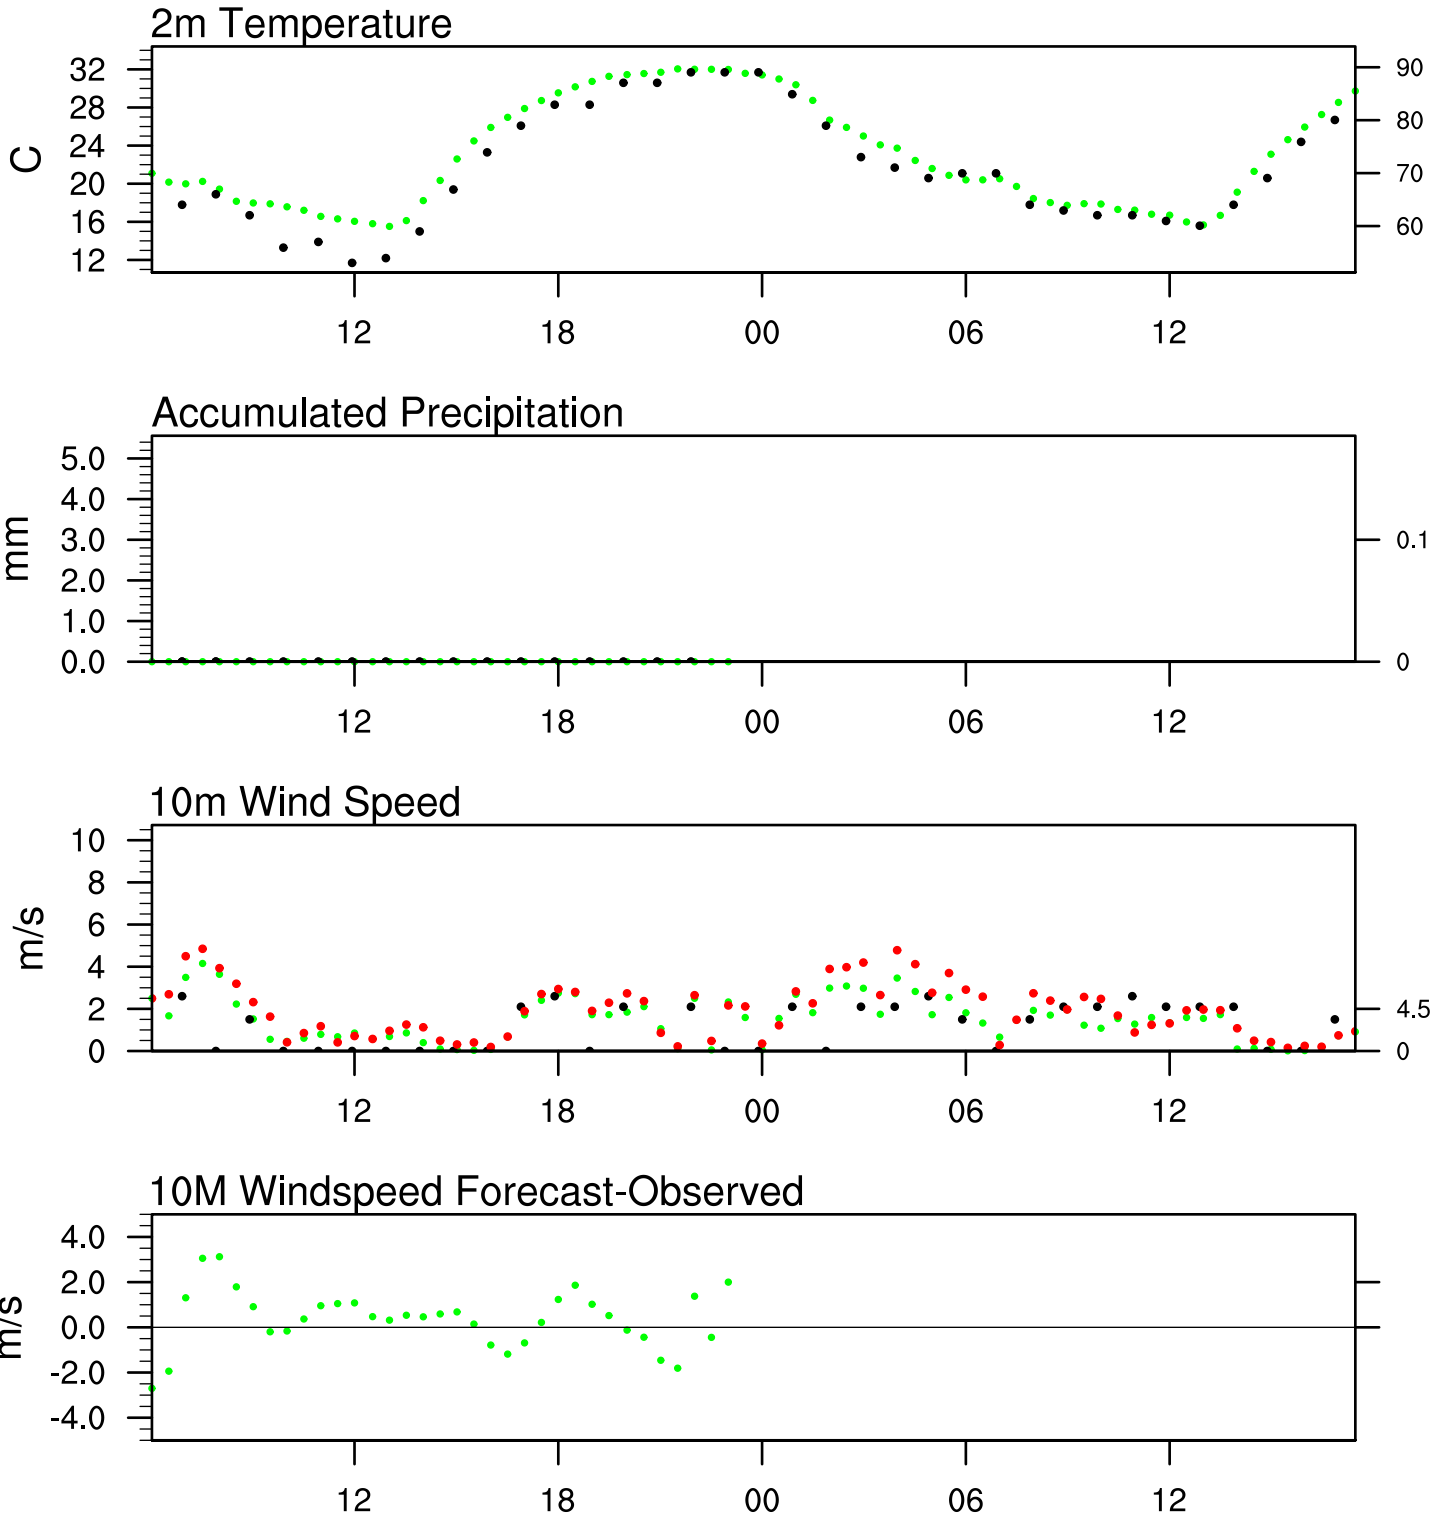 2m Temperature
32
28
24
20
16
12
C
90
80
70
60
12 18 00 06 12
Accumulated Precipitation
5.0
4.0
3.0
2.0
1.0
0.0
mm
0.1
0
12 18 00 06 12
10m Wind Speed
10
8
6
4
2
0
m/s
4.5
0
12 18 00 06 12
10M Windspeed Forecast-Observed
4.0
2.0
0.0
-2.0
-4.0
m/s
12 18 00 06 12